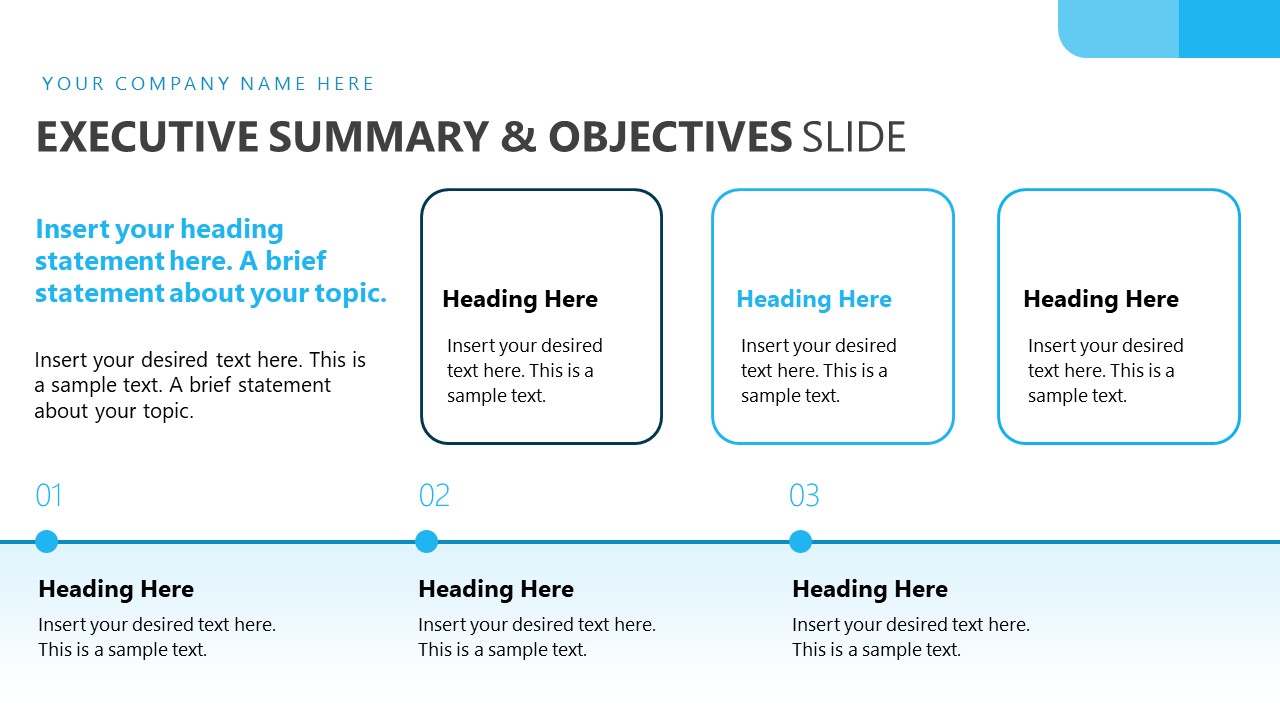 YOUR COMPANY NAME HERE
EXECUTIVE SUMMARY & OBJECTIVES SLIDE
Insert your heading
statement here. A brief
statement about your topic.
Insert your desired text here. This is
a sample text. A brief statement
about your topic.
Heading Here
Insert your desired
text here. This is a
sample text.
Heading Here
Insert your desired
text here. This is a
sample text.
Heading Here
Insert your desired
text here. This is a
sample text.
01
Heading Here
Insert your desired text here.
This is a sample text.
02
Heading Here
Insert your desired text here.
This is a sample text.
03
Heading Here
Insert your desired text here.
This is a sample text.